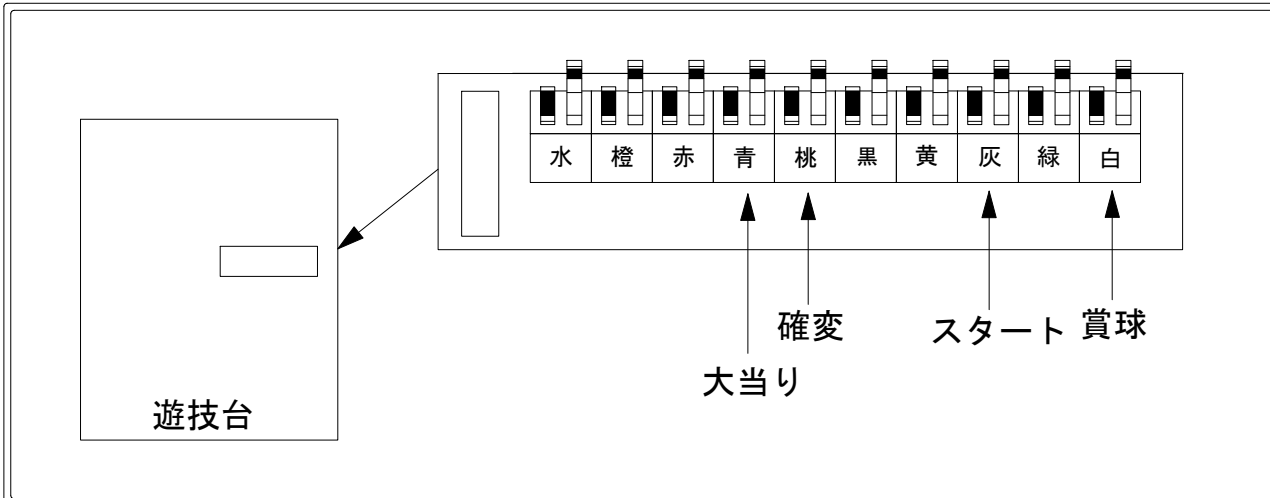 水 橙 赤 青 桃 黒 黄 灰 緑 白
確変 スタート 賞球
大当り
遊技台